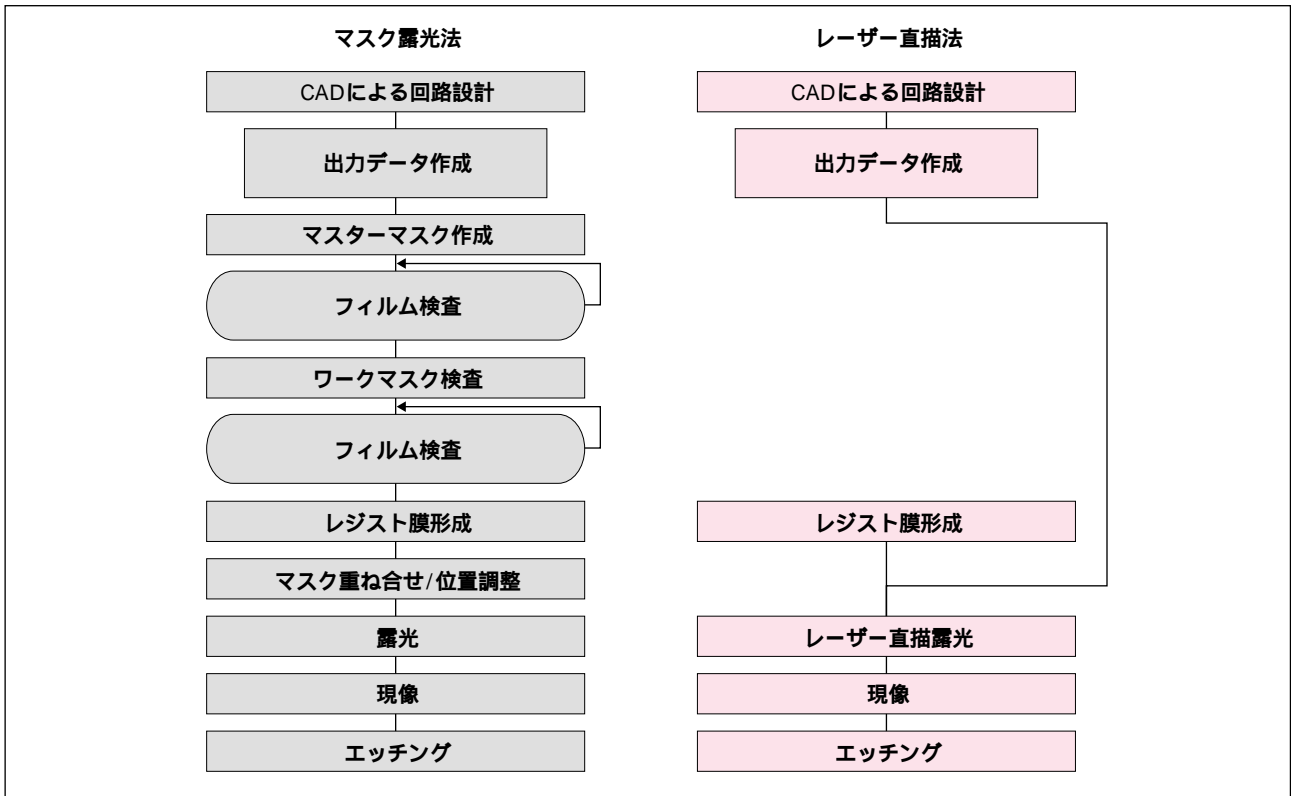 マスク露光法
CADによる回路設計
出力データ作成
マスターマスク作成
フィルム検査
ワークマスク検査
フィルム検査
レジスト膜形成
マスク重ね合せ/位置調整
露光
現像
エッチング
レーザー直描法
CADによる回路設計
出力データ作成
レジスト膜形成
レーザー直描露光
現像
エッチング